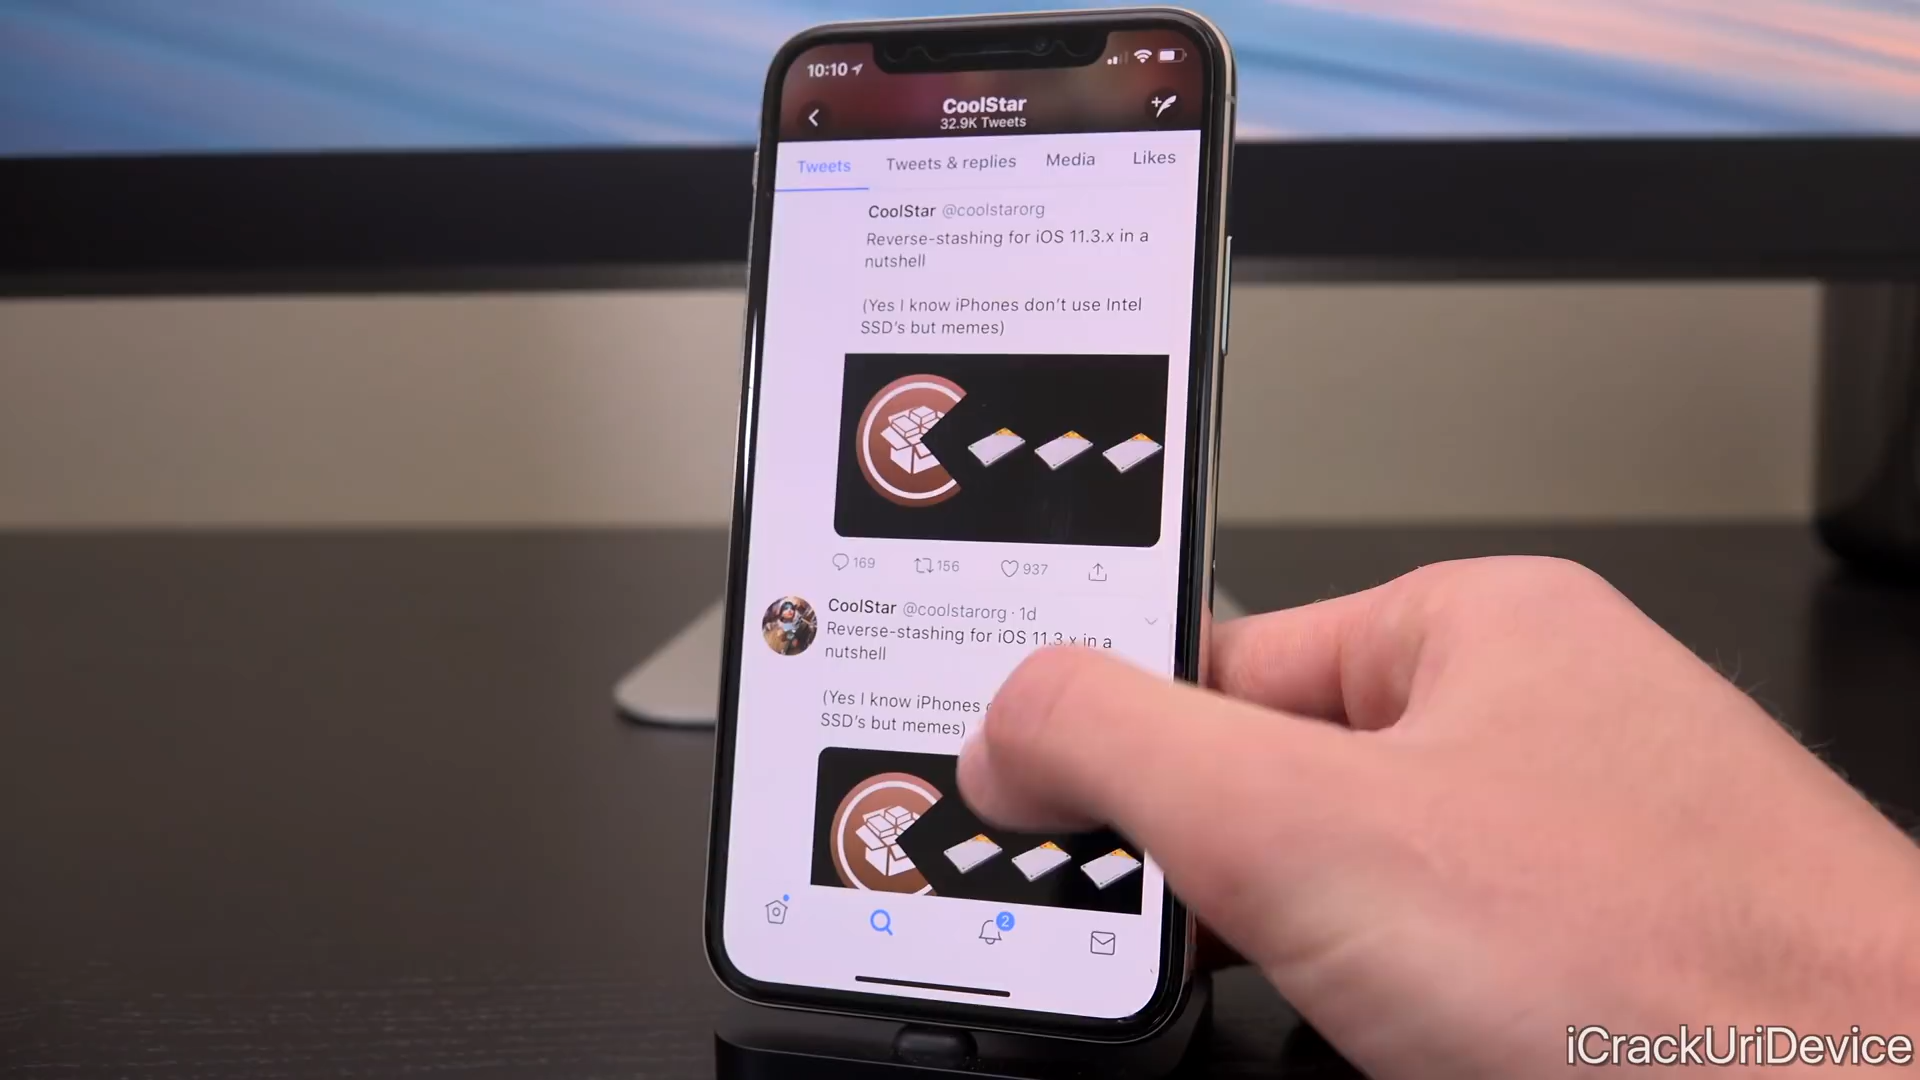 10:10
CoolStar
32.9K Tweets
Tweets Tweets & replies Media Likes
CoolStar @coolstarorg
Reverse-stashing for iOS 11.3.x in a
nutshell
(Yes I know iPhones don't use Intel
SSD's but memes)
169 156 937
CoolStar @coolstarorg · 1d
Reverse-stashing for iOS 11.3.x in a
nutshell
(Yes I know iPhones
SSD's but memes)
2
iCrackUriDevice